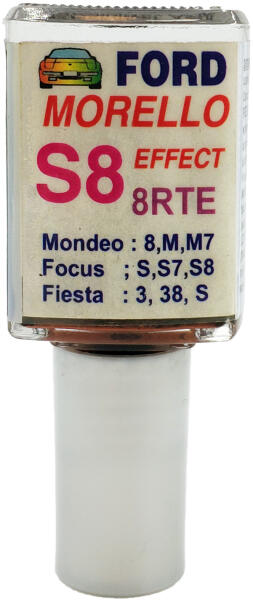 FORD
MORELLO
S8 EFFECT
8RTE
Mondeo : 8,M,M7
Focus ; S,S7,S8
Fiesta : 3, 38, S